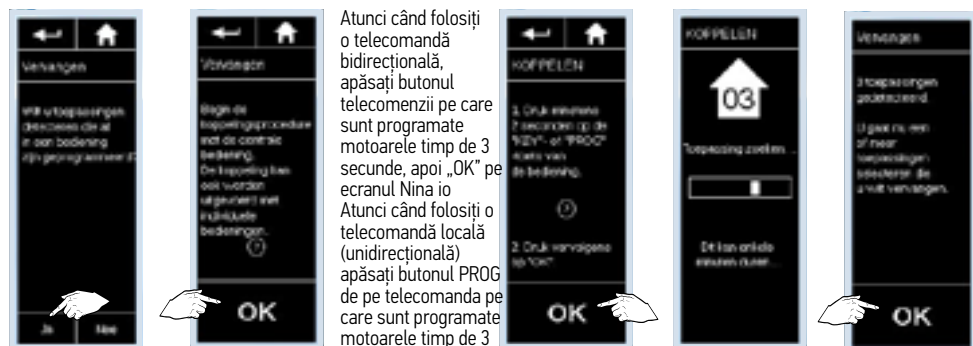 Vervangen
Wilt u toepassingen
detecteren die al
in een bediening
zijn geprogrammeerd?
Ja Nee
Vervangen
Begin de
koppelingsprocedure
met de centrale
bediening.
De koppeling kan
ook worden
uitgevoerd met
individuele
bedieningen.
?
OK
Atunci când folosiți
o telecomandă
bidirecțională,
apăsați butonul
telecomenzii pe care
sunt programate
motoarele timp de 3
secunde, apoi „OK” pe
ecranul Nina io
Atunci când folosiți o
telecomandă locală
(unidirecțională)
apăsați butonul PROG
de pe telecomanda pe
care sunt programate
motoarele timp de 3
KOPPELEN
1. Druk minstens
2 seconden op de
"KEY"- of "PROG"
toets van
de bediening.
?
2. Druk vervolgens
op "OK".
OK
KOPPELEN
03
Toepassing zoeken...
Dit kan enkele
minuten duren...
Vervangen
3 toepassingen
gedetecteerd.
U gaat nu een
of meer
toepassingen
selecteren die
u wilt vervangen.
OK